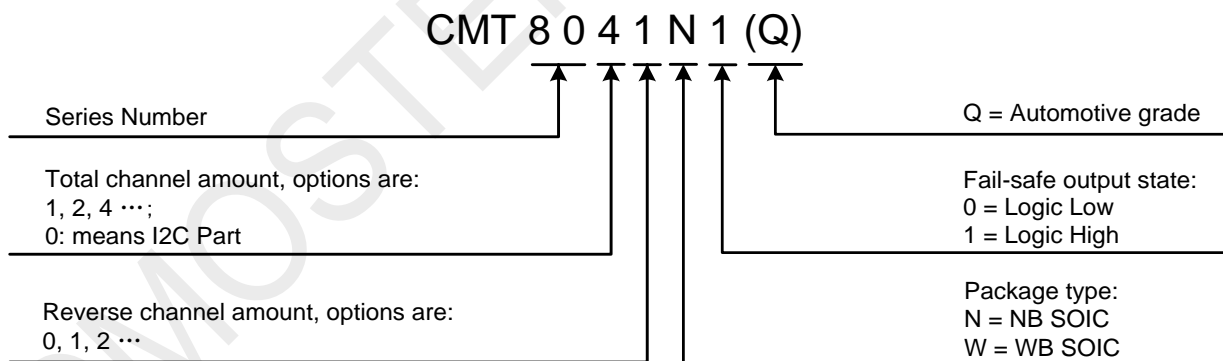 CMT 8 0 4 1 N 1 (Q)
Series Number
Total channel amount, options are:
1, 2, 4 ⋯;
0: means I2C Part
Reverse channel amount, options are:
0, 1, 2 ⋯
Q = Automotive grade
Fail-safe output state:
0 = Logic Low
1 = Logic High
Package type:
N = NB SOIC
W = WB SOIC